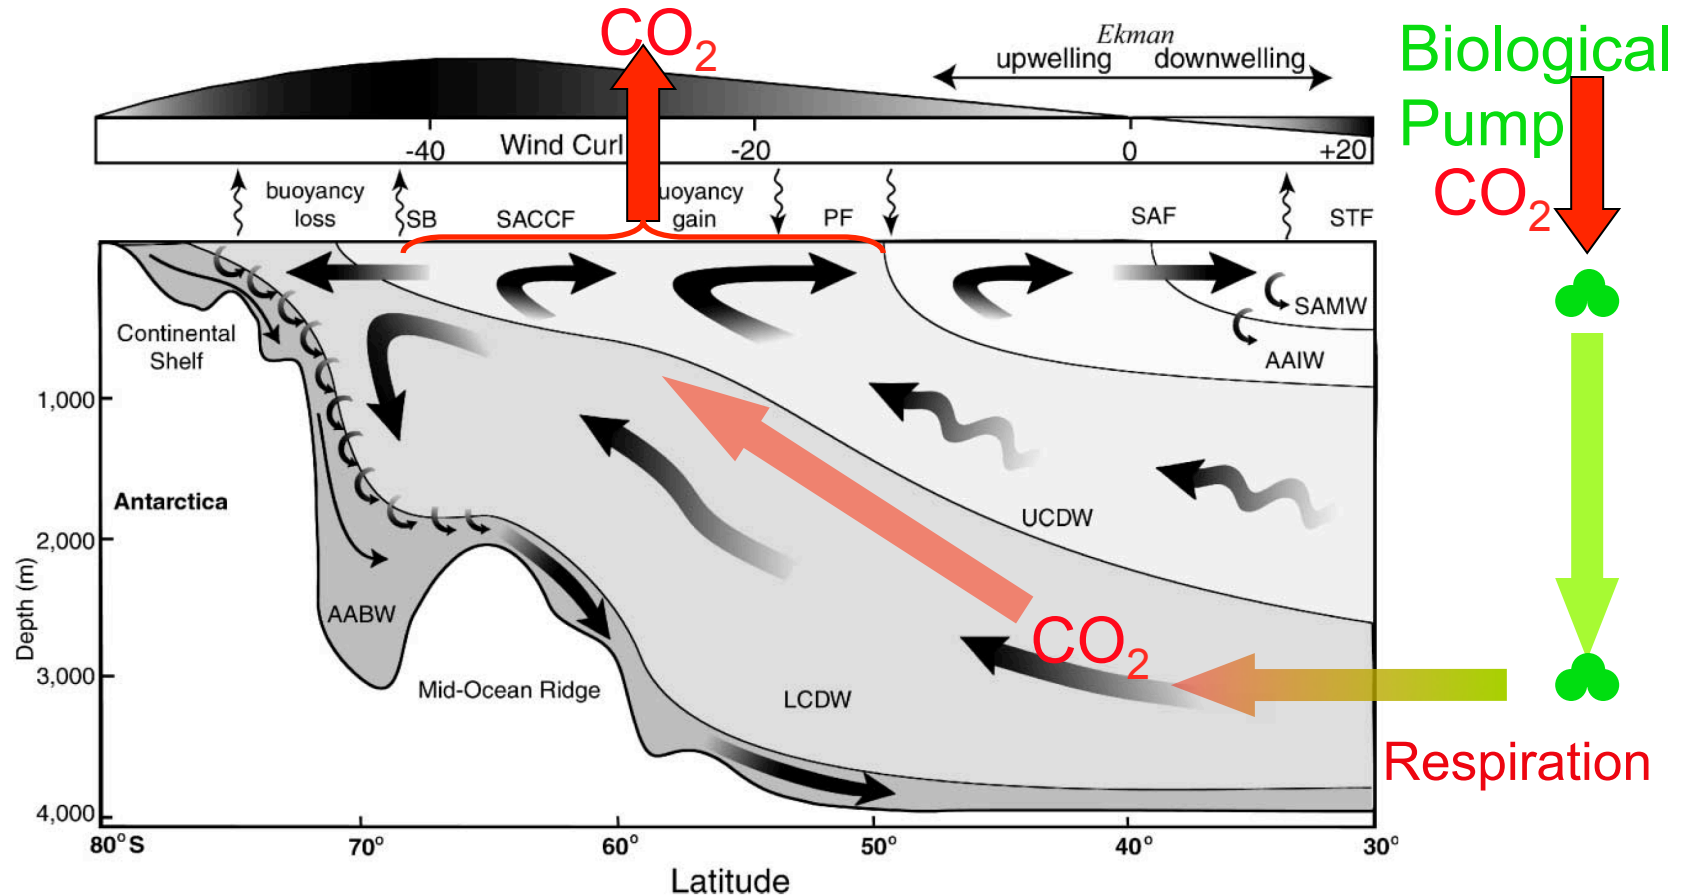 CO2
Ekman
upwelling downwelling
Biological
Pump
CO2
-40 Wind Curl -20 0 +20
buoyancy
loss
SB SACCF
uoyancy
gain
PF SAF STF
SAMW
AAIW
Continental
Shelf
1,000
Antarctica
UCDW
2,000
AABW
CO2
3,000
Mid-Ocean Ridge
LCDW
Respiration
4,000
Depth (m)
80°S 70° 60° 50° 40° 30°
Latitude